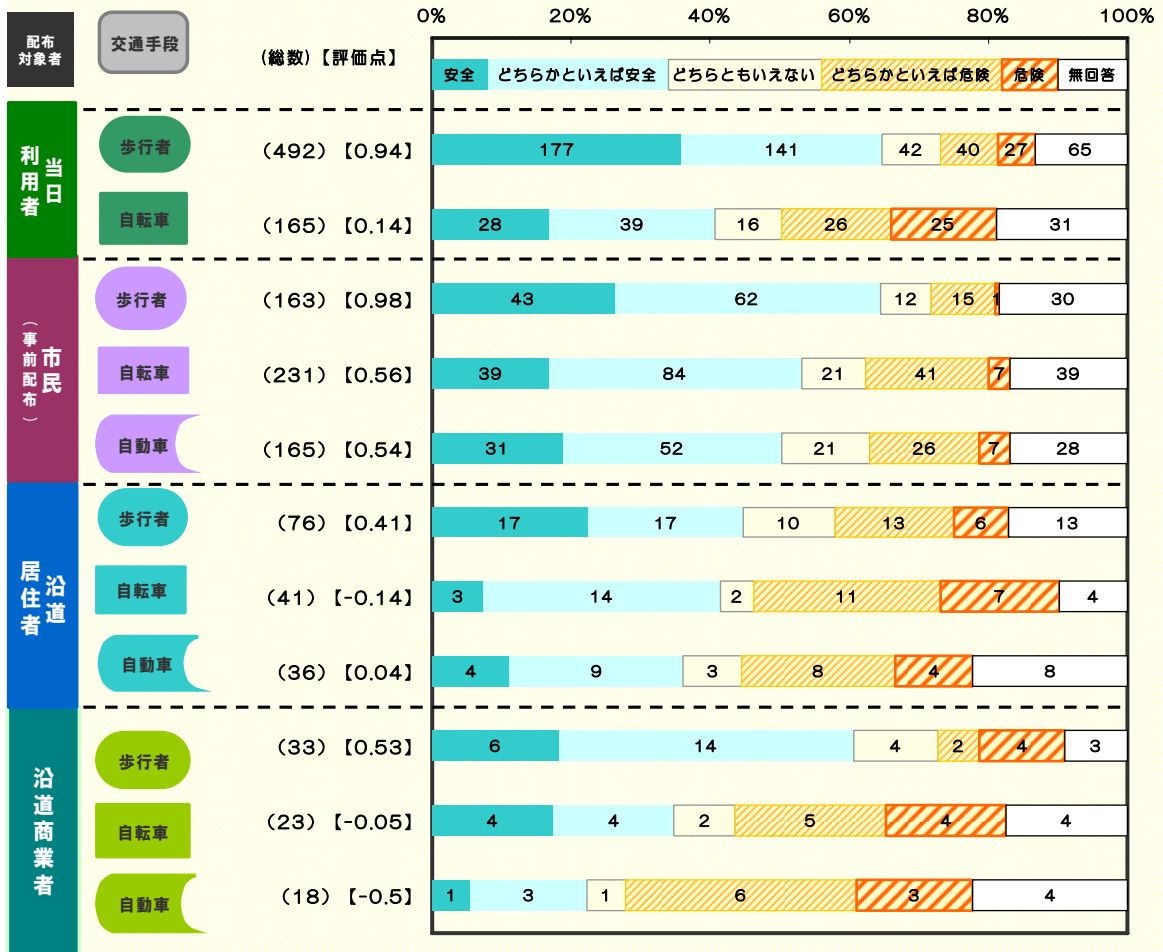 配布
対象者
交通手段
(総数)【評価点】
0% 20% 40% 60% 80% 100%
安全 どちらかといえば安全 どちらともいえない どちらかといえば危険 危険 無回答
当日
利用者
歩行者 (492)【0.94】 177 141 42 40 27 65
自転車 (165)【0.14】 28 39 16 26 25 31
市民
（事前配布）
歩行者 (163)【0.98】 43 62 12 15 1 30
自転車 (231)【0.56】 39 84 21 41 7 39
自動車 (165)【0.54】 31 52 21 26 7 28
沿道
居住者
歩行者 (76)【0.41】 17 17 10 13 6 13
自転車 (41)【-0.14】 3 14 2 11 7 4
自動車 (36)【0.04】 4 9 3 8 4 8
沿道商業者
歩行者 (33)【0.53】 6 14 4 2 4 3
自転車 (23)【-0.05】 4 4 2 5 4 4
自動車 (18)【-0.5】 1 3 1 6 3 4